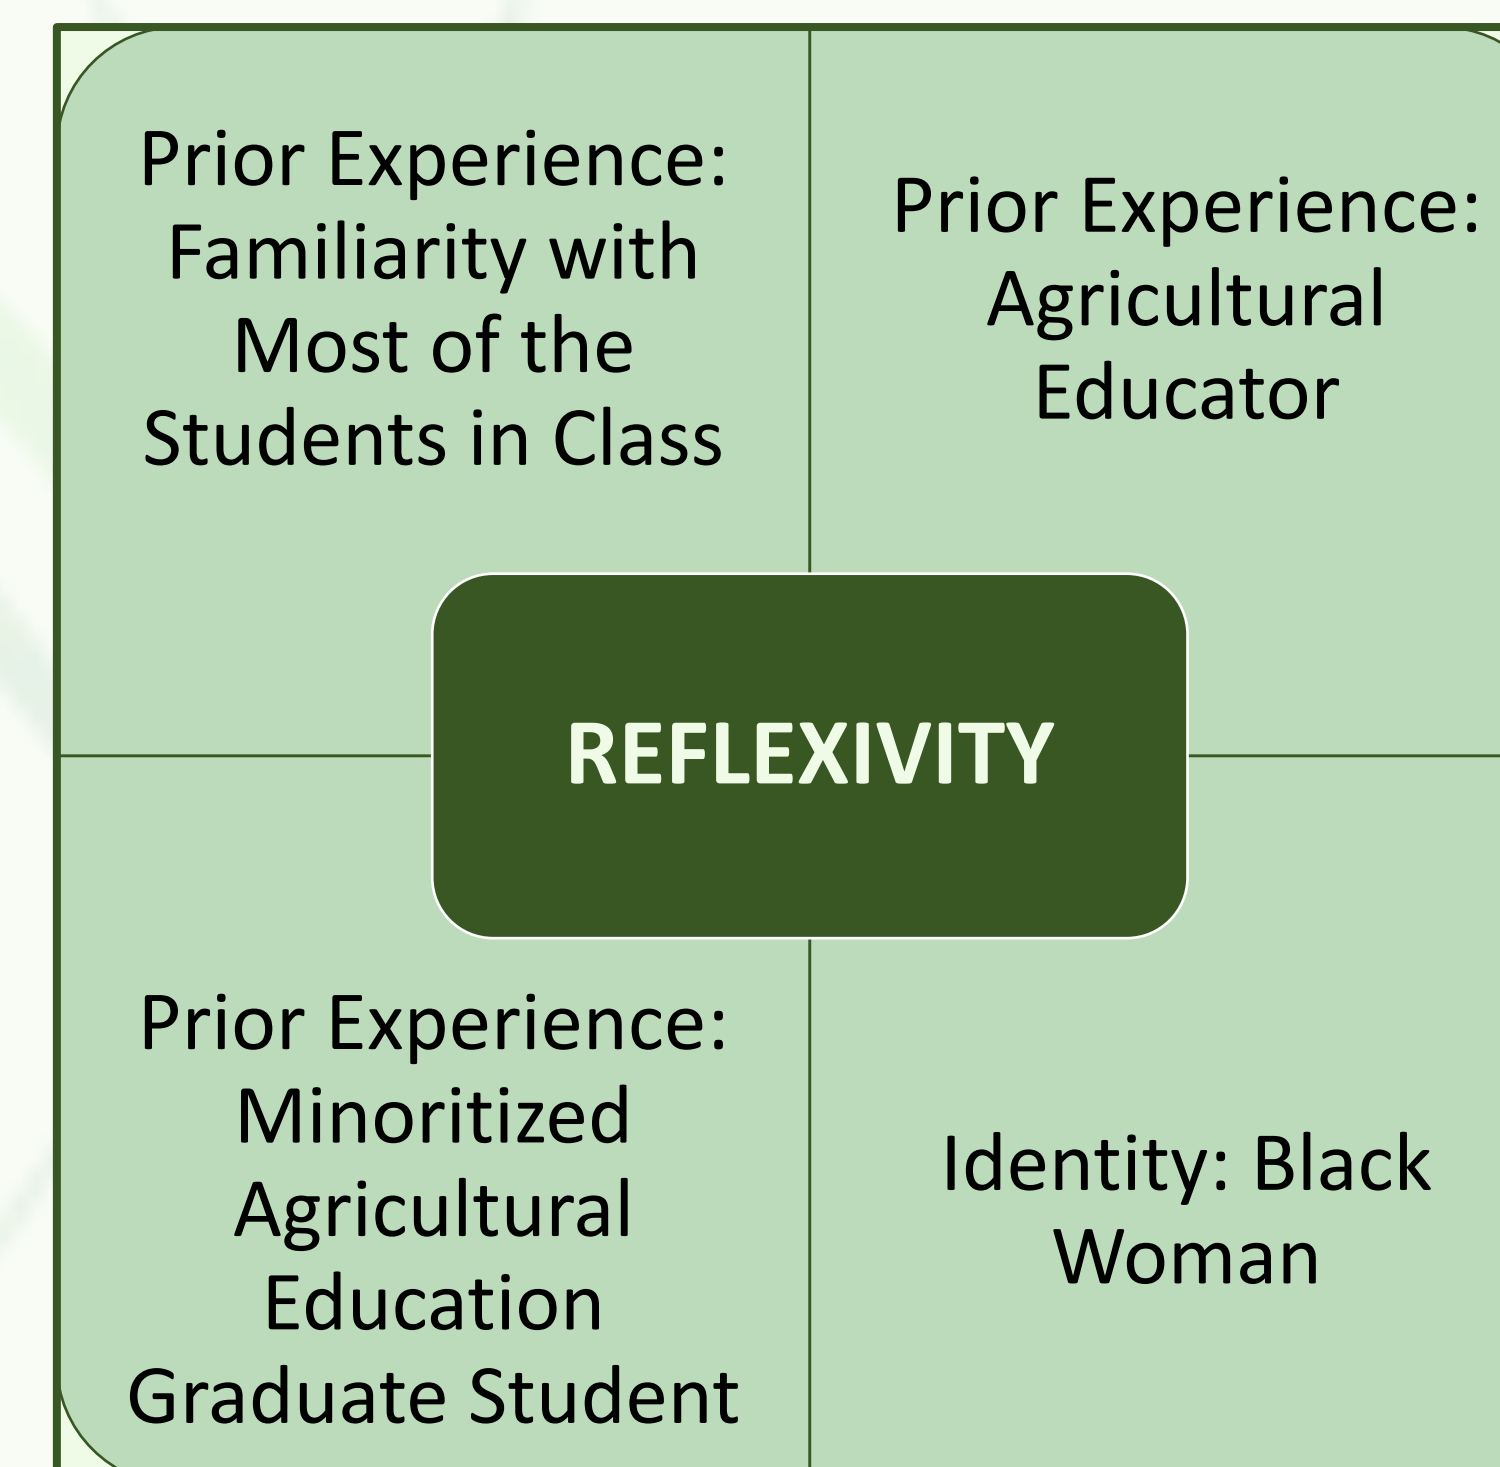 Prior Experience:
Familiarity with
Most of the
Students in Class
Prior Experience:
Agricultural
Educator
REFLEXIVITY
Prior Experience:
Minoritized
Agricultural
Education
Graduate Student
Identity: Black
Woman